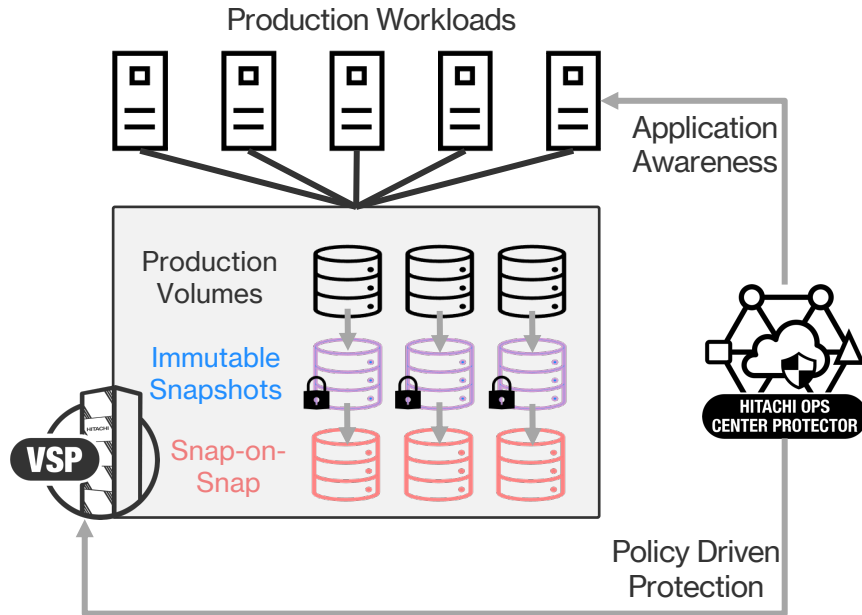 Production Workloads
Application
Awareness
Production
Volumes
Immutable
Snapshots
HITACHI
VSP
Snap-on-
Snap
HITACHI OPS
CENTER PROTECTOR
Policy Driven
Protection